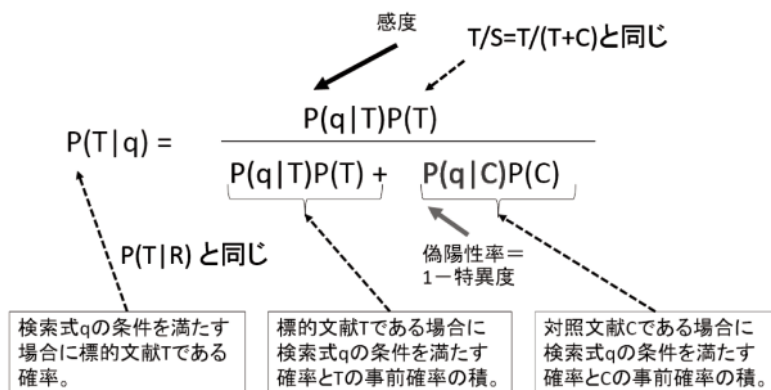 感度
T/S=T/(T+C)と同じ
P(q|T)P(T)
P(T|q) =
P(q|T)P(T) + P(q|C)P(C)
P(T|R) と同じ
偽陽性率＝
1－特異度
検索式qの条件を満たす
場合に標的文献Tである
確率。
標的文献Tである場合に
検索式qの条件を満たす
確率とTの事前確率の積。
対照文献Cである場合に
検索式qの条件を満たす
確率とCの事前確率の積。